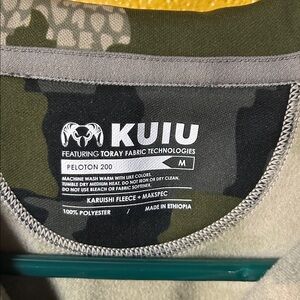 KUIU
FEATURING TORAY FABRIC TECHNOLOGIES
PELOTON 200 M
MACHINE WASH WARM WITH LIKE COLORS.
TUMBLE DRY MEDIUM HEAT. DO NOT IRON OR DRY CLEAN.
DO NOT USE BLEACH OR FABRIC SOFTENER.
KARUISHI FLEECE + MAKSPEC
100% POLYESTER / MADE IN ETHIOPIA